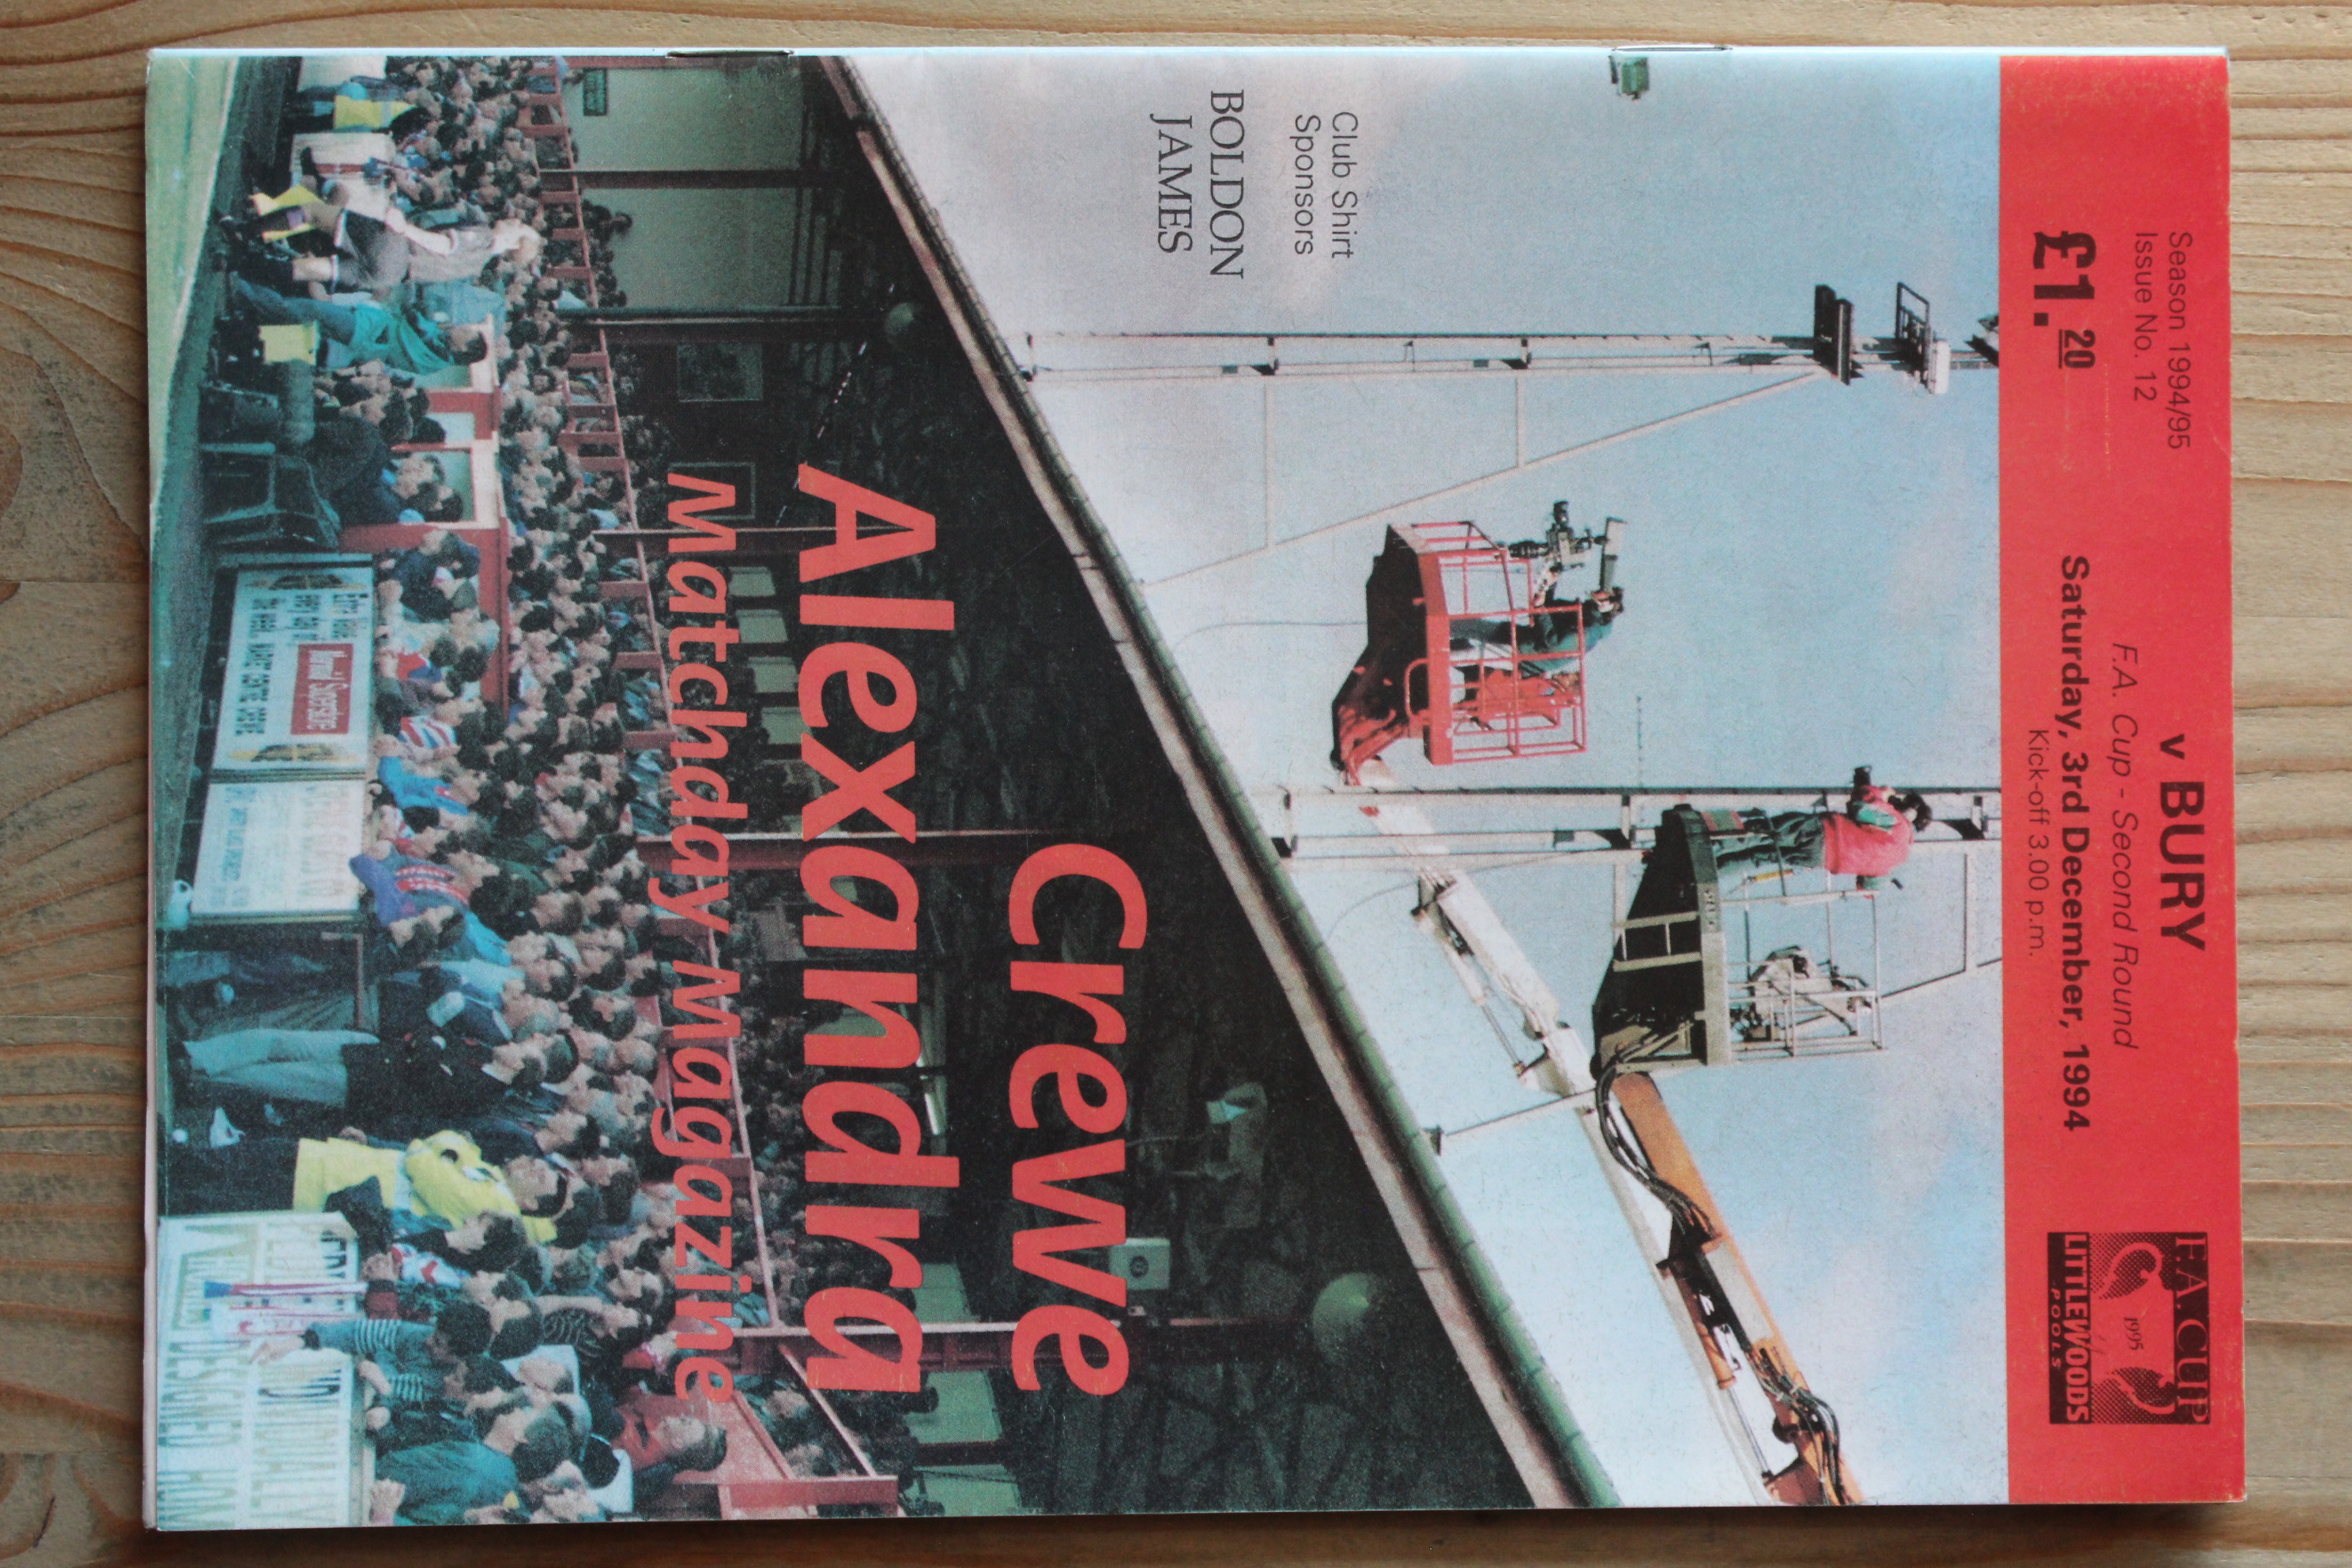 Season 1994/95
Issue No. 12
£1.20
v BURY
F.A. Cup - Second Round
Saturday, 3rd December, 1994
Kick-off 3.00 p.m.
F.A. CUP
1995
LITTLEWOODS
POOLS
Club Shirt
Sponsors
BOLDON
JAMES
Crewe
Alexandra
Matchday Magazine